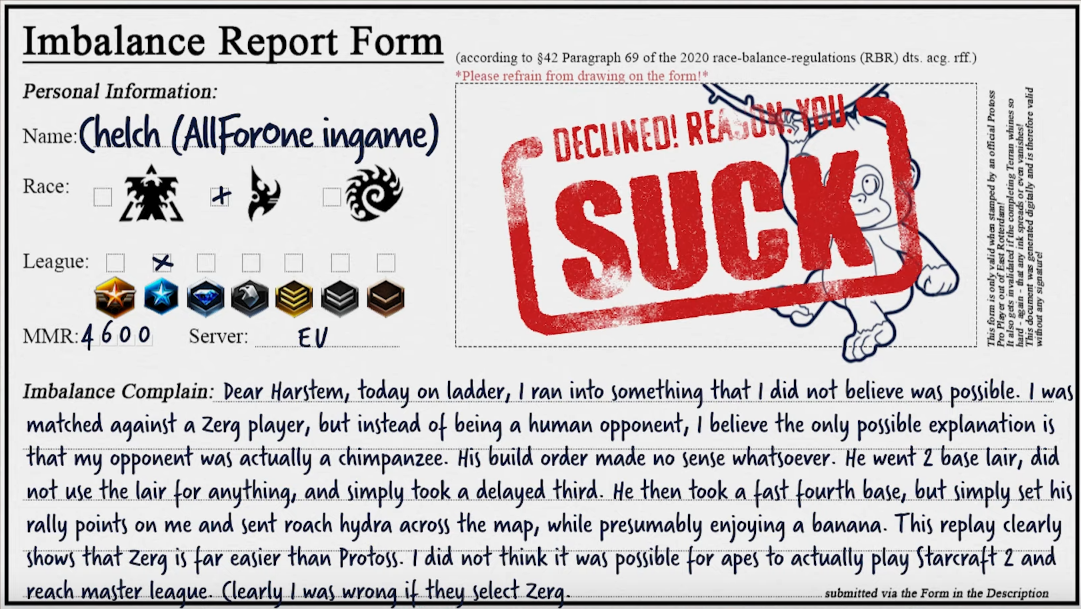 Imbalance Report Form
(according to §42 Paragraph 69 of the 2020 race-balance-regulations (RBR) dts. acg. rff.)
*Please refrain from drawing on the form!*
Personal Information:
Name: Chelch (AllForOne ingame)
Race:
League:
MMR: 4600 Server: EU
DECLINED! REASON: YOU
SUCK
This form is only valid when stamped by an official Protoss
Pro Player out of East Rotterdam!
It also gets invalidated if the completing Terran whines so
hard - again - that any ink spreads or even vanishes!
This document was generated digitally and is therefore valid
without any signature!
Imbalance Complain: Dear Harstem, today on ladder, I ran into something that I did not believe was possible. I was
matched against a Zerg player, but instead of being a human opponent, I believe the only possible explanation is
that my opponent was actually a chimpanzee. His build order made no sense whatsoever. He went 2 base lair, did
not use the lair for anything, and simply took a delayed third. He then took a fast fourth base, but simply set his
rally points on me and sent roach hydra across the map, while presumably enjoying a banana. This replay clearly
shows that Zerg is far easier than Protoss. I did not think it was possible for apes to actually play Starcraft 2 and
reach master league. Clearly I was wrong if they select Zerg.
submitted via the Form in the Description